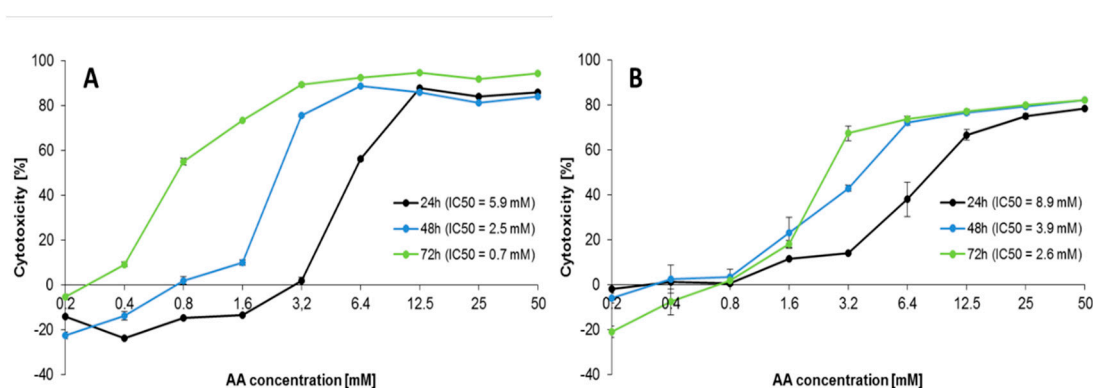 A
100
80
60
40
20
0
-20
-40
Cytotoxicity [%]
0.2 0.4 0.8 1.6 3,2 6.4 12.5 25 50
AA concentration [mM]
24h (IC50 = 5.9 mM)
48h (IC50 = 2.5 mM)
72h (IC50 = 0.7 mM)
B
100
80
60
40
20
0
-20
-40
Cytotoxicity [%]
0.2 0.4 0.8 1.6 3.2 6.4 12.5 25 50
AA concentration [mM]
24h (IC50 = 8.9 mM)
48h (IC50 = 3.9 mM)
72h (IC50 = 2.6 mM)